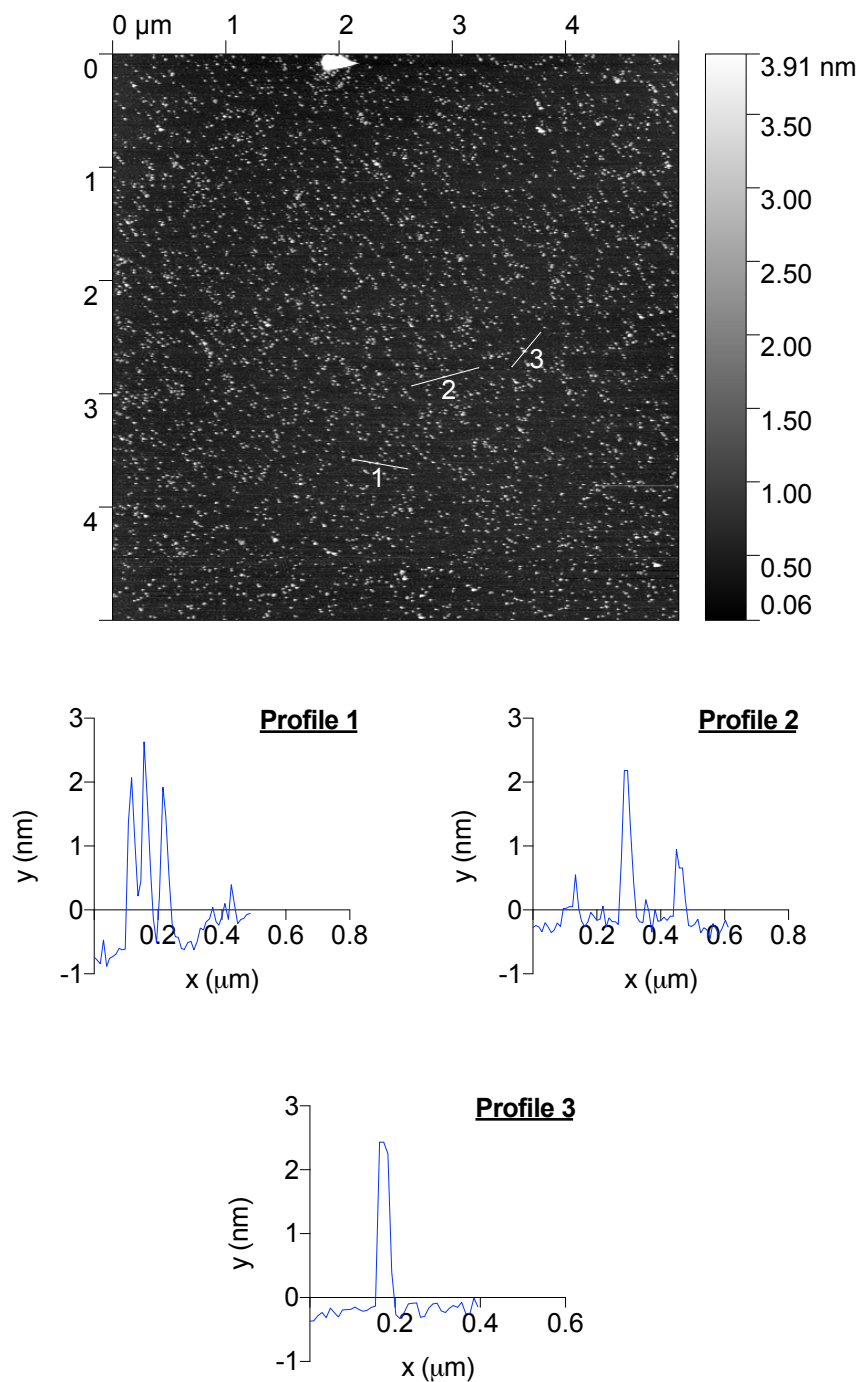 0 µm 1 2 3 4
0
1
2
3
4
3.91 nm
3.50
3.00
2.50
2.00
1.50
1.00
0.50
0.06
3
2
1
Profile 1
3
2
1
0
-1
y (nm)
0.2 0.4 0.6 0.8
x (μm)
Profile 2
3
2
1
0
-1
y (nm)
0.2 0.4 0.6 0.8
x (μm)
Profile 3
3
2
1
0
-1
y (nm)
0.2 0.4 0.6
x (μm)